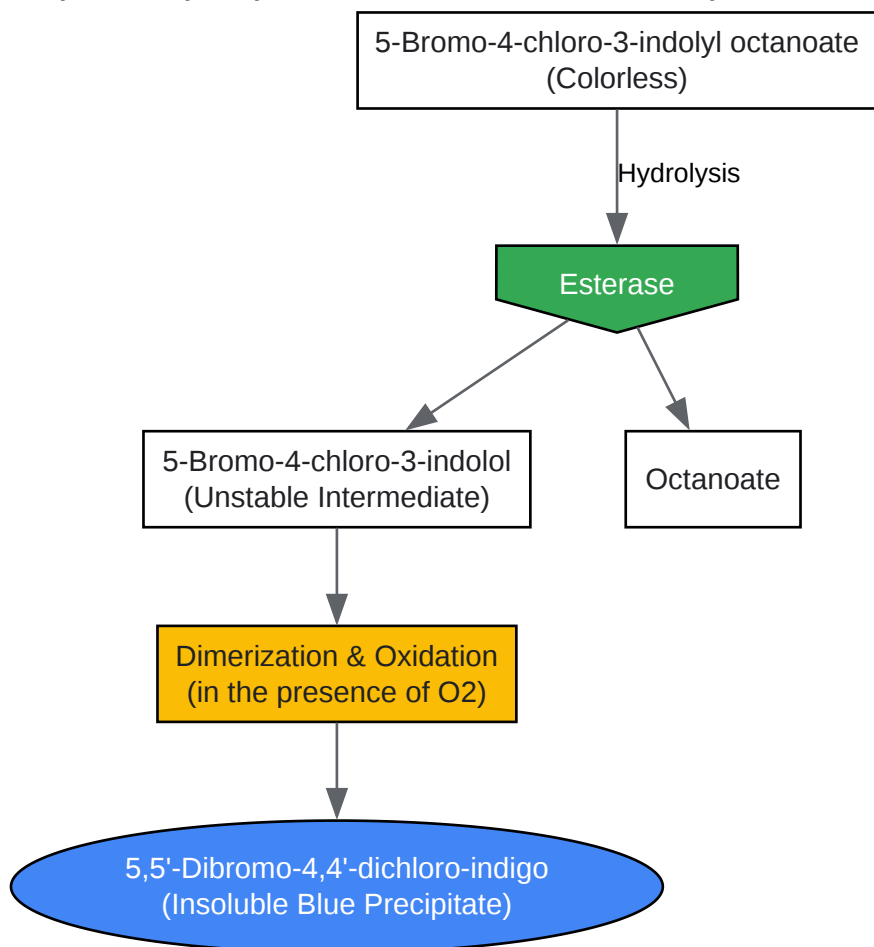 5-Bromo-4-chloro-3-indolyl octanoate
(Colorless)
Hydrolysis
Esterase
5-Bromo-4-chloro-3-indolol
(Unstable Intermediate)
Octanoate
Dimerization & Oxidation
(in the presence of O2)
5,5'-Dibromo-4,4'-dichloro-indigo
(Insoluble Blue Precipitate)